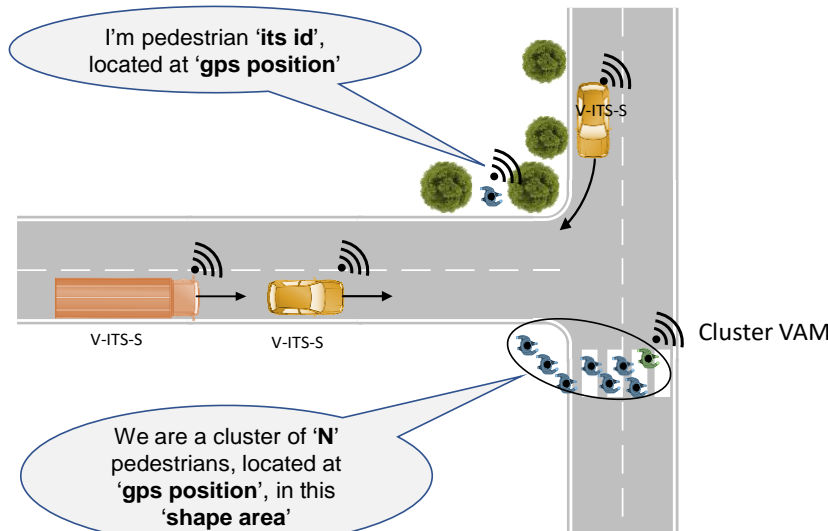 I'm pedestrian ‘its id’,
located at ‘gps position’
V-ITS-S
V-ITS-S
V-ITS-S
Cluster VAM
We are a cluster of ‘N’
pedestrians, located at
‘gps position’, in this
‘shape area’